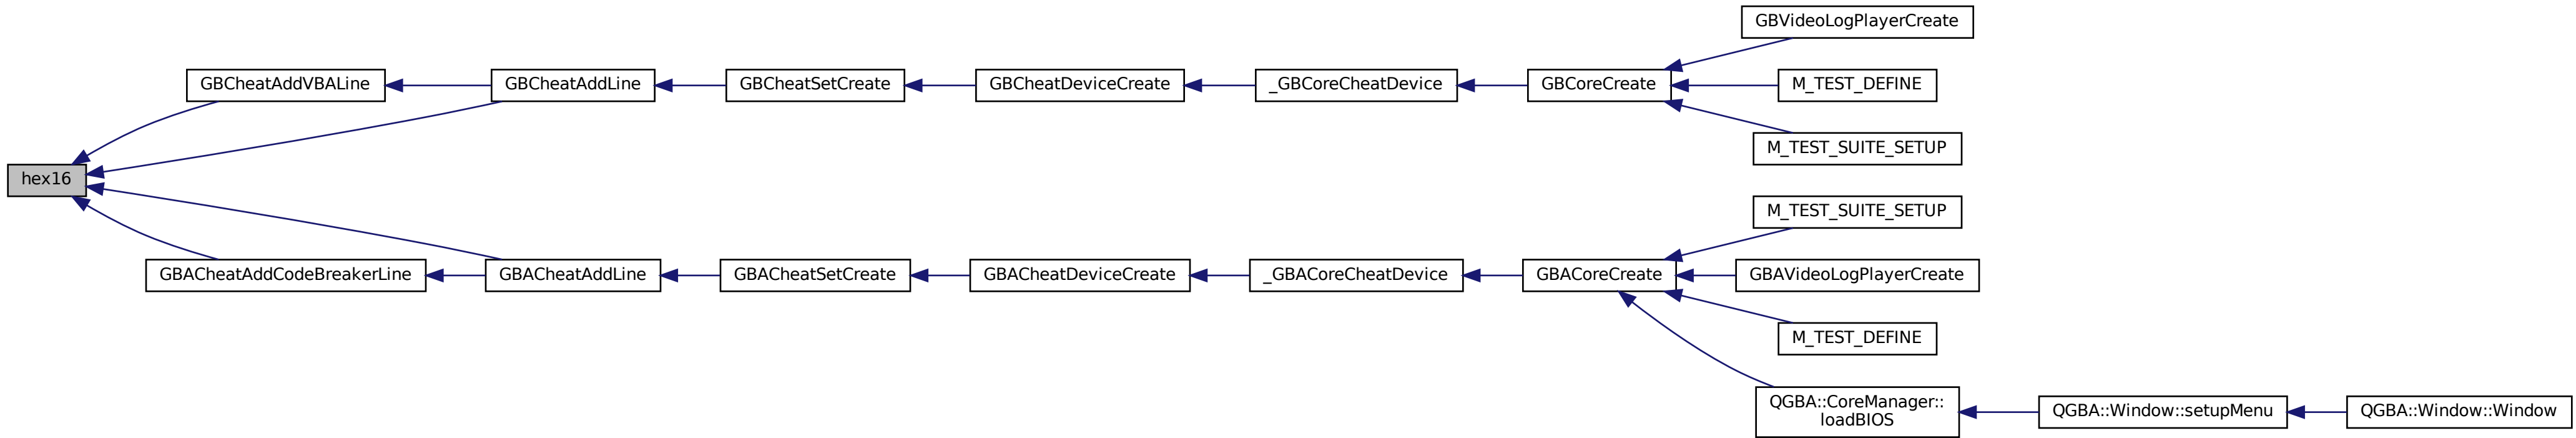 GBVideoLogPlayerCreate
GBCheatAddVBALine
GBCheatAddLine
GBCheatSetCreate
GBCheatDeviceCreate
_GBCoreCheatDevice
GBCoreCreate
M_TEST_DEFINE
M_TEST_SUITE_SETUP
hex16
M_TEST_SUITE_SETUP
GBACheatAddCodeBreakerLine
GBACheatAddLine
GBACheatSetCreate
GBACheatDeviceCreate
_GBACoreCheatDevice
GBACoreCreate
GBAVideoLogPlayerCreate
M_TEST_DEFINE
QGBA::CoreManager::
loadBIOS
QGBA::Window::setupMenu
QGBA::Window::Window